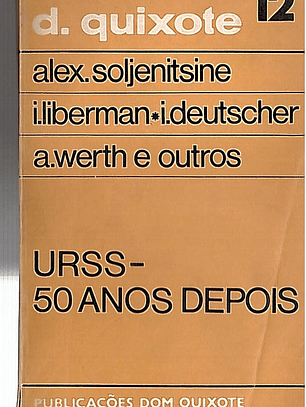 d. quixote 12
alex. soljenitsine
i.liberman*i.deutscher
a.werth e outros
URSS-
50 ANOS DEPOIS
PUBLICAÇÕES DOM QUIXOTE